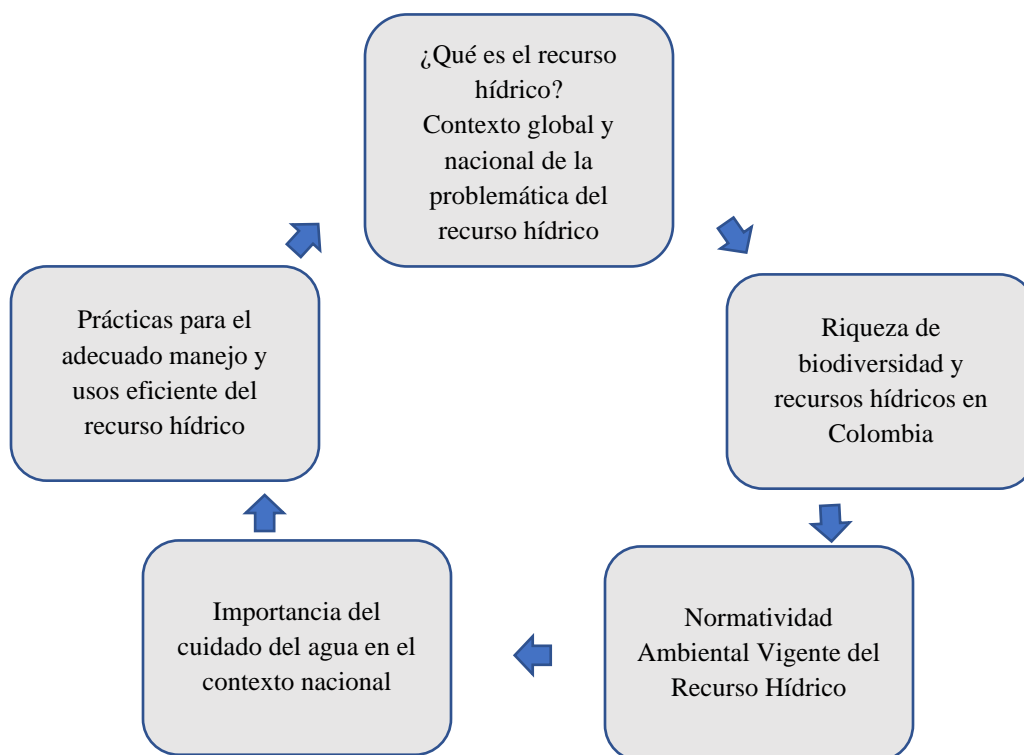 ¿Qué es el recurso
hídrico?
Contexto global y
nacional de la
problemática del
recurso hídrico
Riqueza de
biodiversidad y
recursos hídricos en
Colombia
Normatividad
Ambiental Vigente del
Recurso Hídrico
Importancia del
cuidado del agua en el
contexto nacional
Prácticas para el
adecuado manejo y
usos eficiente del
recurso hídrico